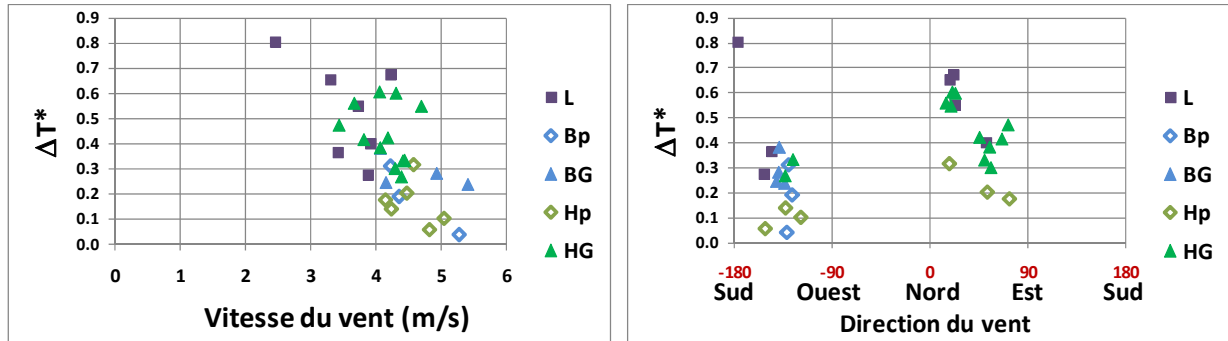 0.9
0.8
0.7
0.6
0.5
0.4
0.3
0.2
0.1
0.0
ΔT*
0 1 2 3 4 5 6
Vitesse du vent (m/s)
L
Bp
BG
Hp
HG
0.9
0.8
0.7
0.6
0.5
0.4
0.3
0.2
0.1
0.0
ΔT*
-180 -90 0 90 180
Sud Ouest Nord Est Sud
Direction du vent
L
Bp
BG
Hp
HG